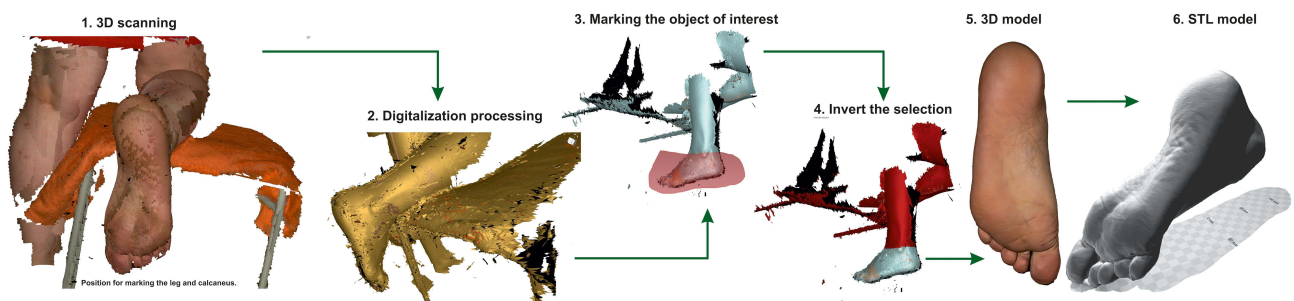 1. 3D scanning
Position for marking the leg and calcaneus.
2. Digitalization processing
3. Marking the object of interest
4. Invert the selection
5. 3D model
6. STL model